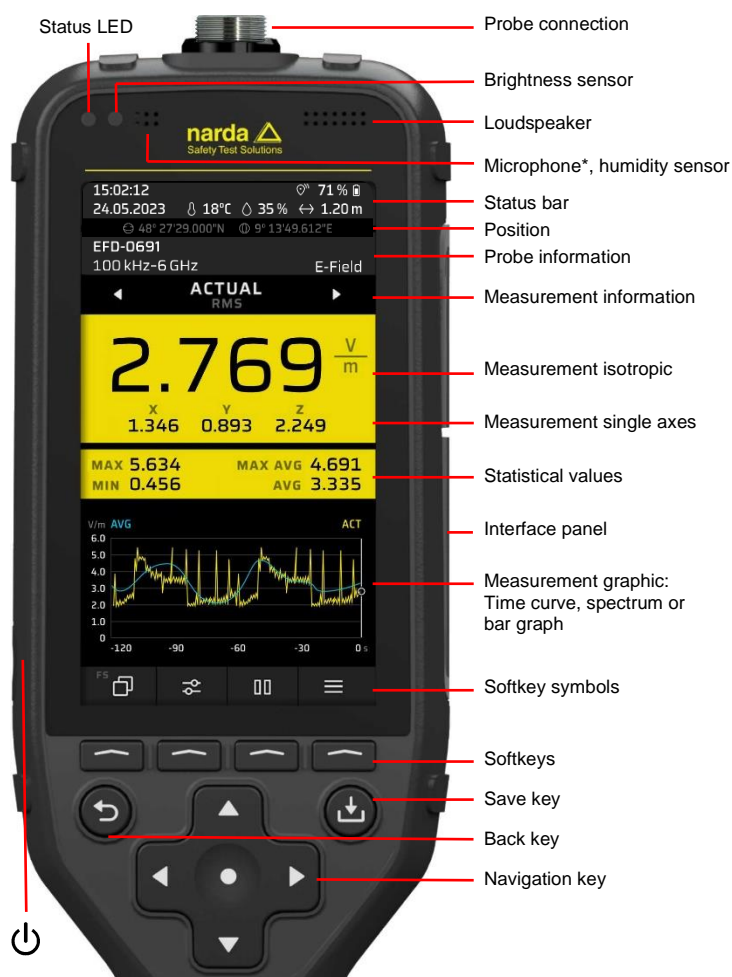 Status LED
Probe connection
Brightness sensor
Loudspeaker
narda
Safety Test Solutions
Microphone*, humidity sensor
15:02:12 71 %
24.05.2023 18°C 35 % ↔ 1.20 m
Status bar
48° 27'29.000"N 9° 13'49.612"E
Position
EFD-0691
100 kHz-6 GHz E-Field
Probe information
ACTUAL
RMS
Measurement information
2.769 V/m
Measurement isotropic
X Y Z
1.346 0.893 2.249
Measurement single axes
MAX 5.634 MAX AVG 4.691
MIN 0.456 AVG 3.335
Statistical values
V/m AVG ACT
6.0
5.0
4.0
3.0
2.0
1.0
0
-120 -90 -60 -30 0 s
Interface panel
Measurement graphic:
Time curve, spectrum or
bar graph
FS
Softkey symbols
Softkeys
Save key
Back key
Navigation key